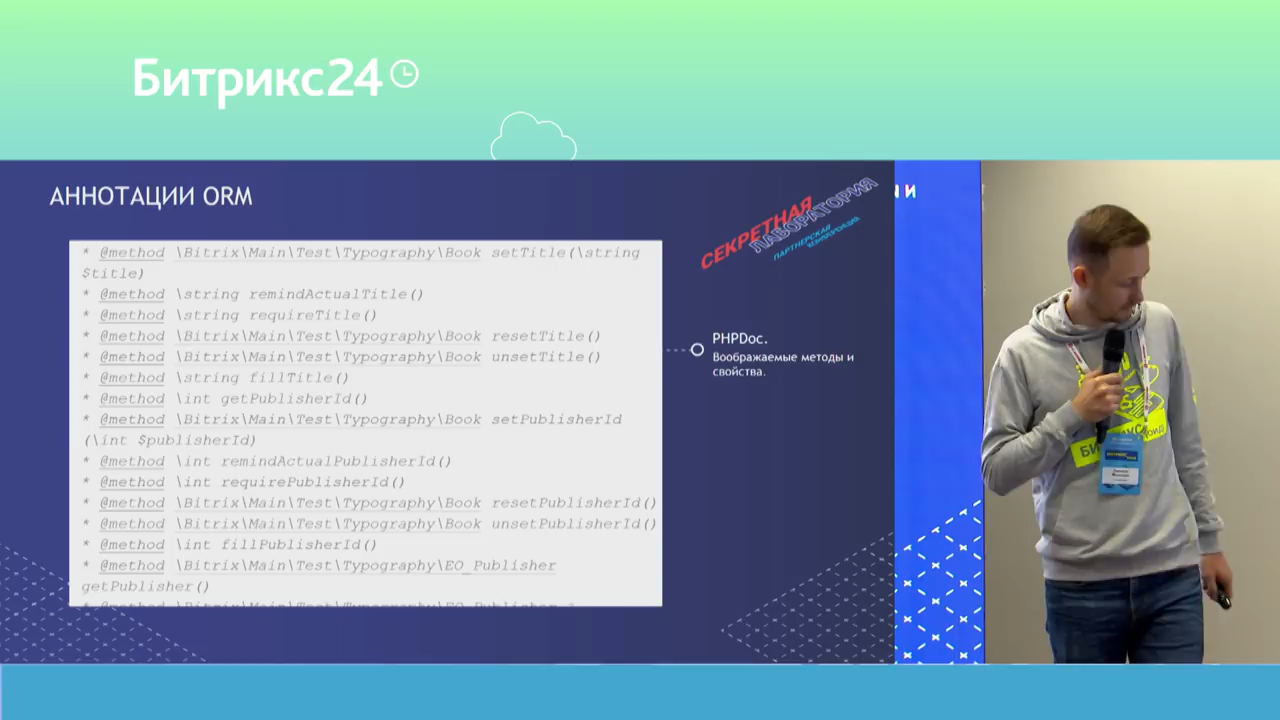 Битрикс24
АННОТАЦИИ ORM
СЕКРЕТНАЯ
ЛАБОРАТОРИЯ
ПАРТНЕРСКАЯ
И
* @method \Bitrix\Main\Test\Typography\Book setTitle(\string
$title)
* @method \string remindActualTitle()
* @method \string requireTitle()
* @method \Bitrix\Main\Test\Typography\Book resetTitle()
* @method \Bitrix\Main\Test\Typography\Book unsetTitle()
* @method \string fillTitle()
* @method \int getPublisherId()
* @method \Bitrix\Main\Test\Typography\Book setPublisherId
(\int $publisherId)
* @method \int remindActualPublisherId()
* @method \int requirePublisherId()
* @method \Bitrix\Main\Test\Typography\Book resetPublisherId()
* @method \Bitrix\Main\Test\Typography\Book unsetPublisherId()
* @method \int fillPublisherId()
* @method \Bitrix\Main\Test\Typography\EO_Publisher
getPublisher()
PHPDoc.
Воображаемые методы и
свойства.